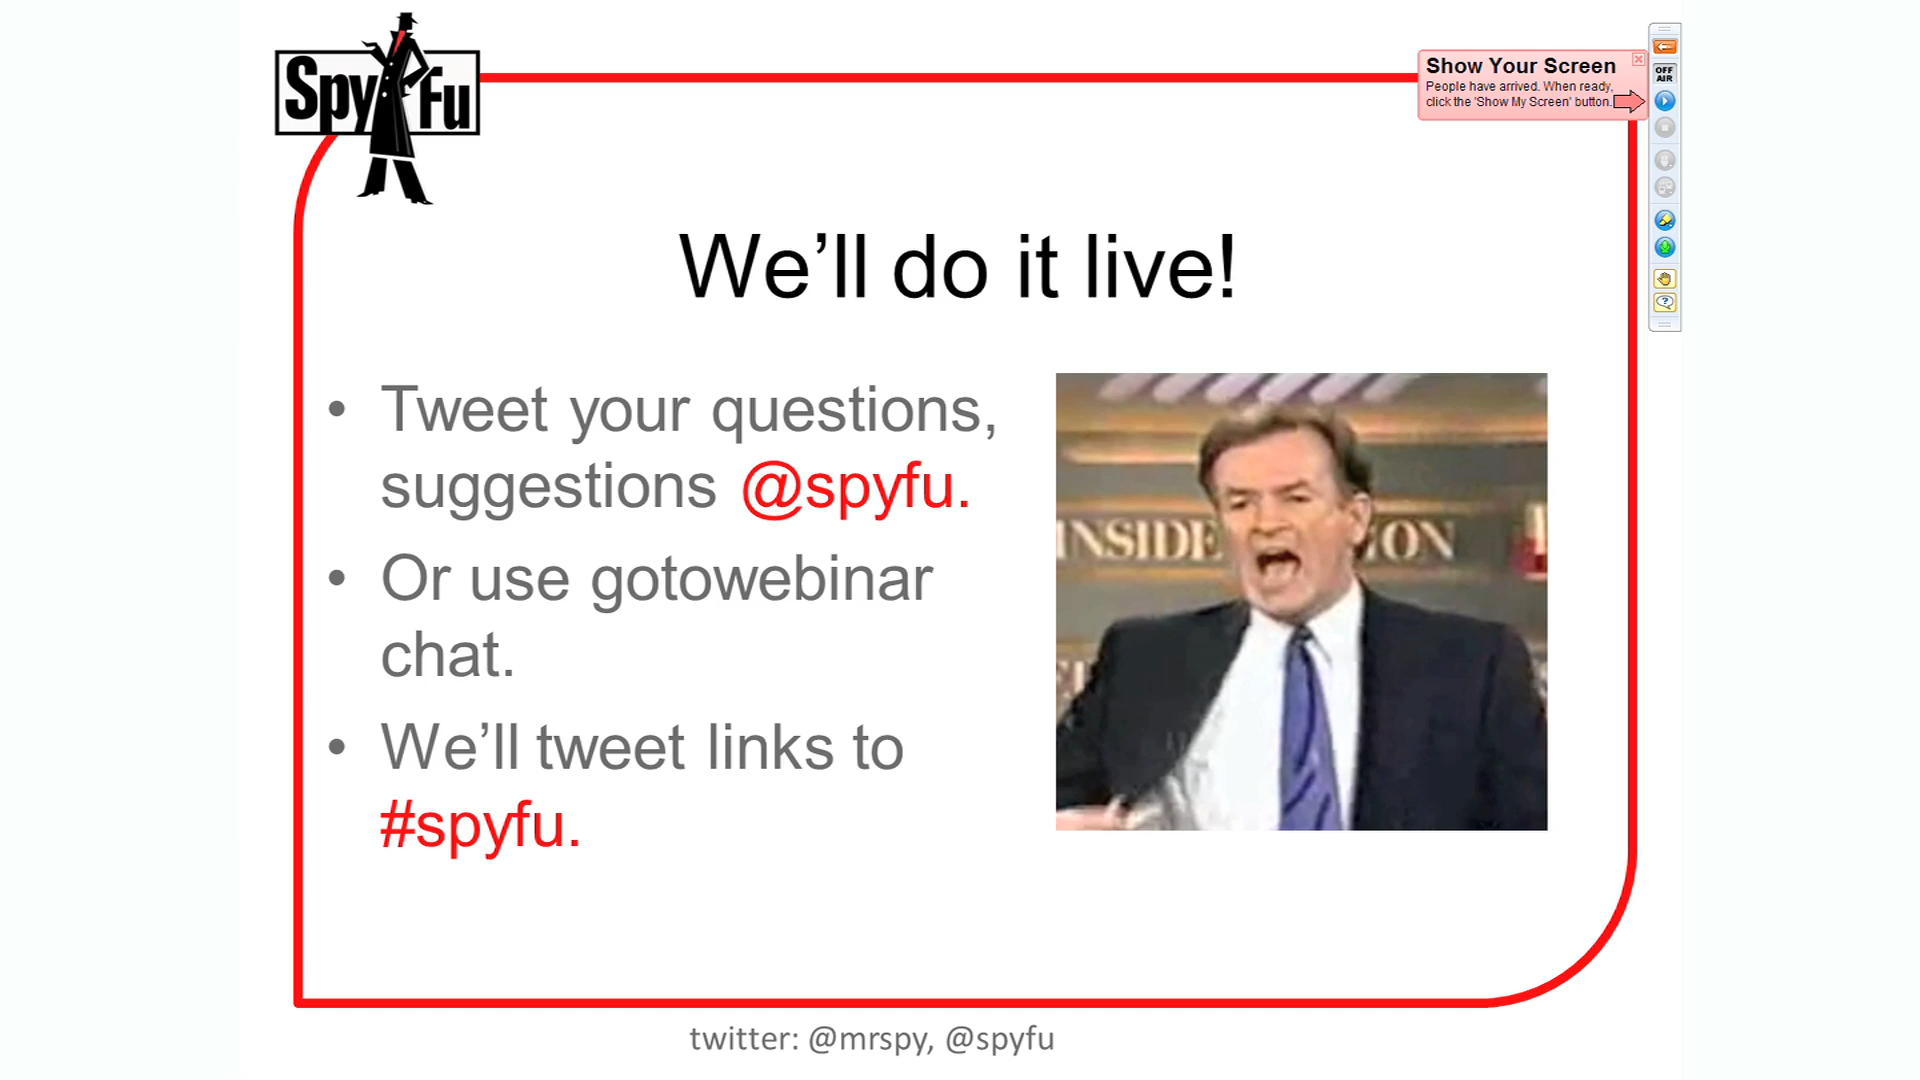 Spy Fu
Show Your Screen
People have arrived. When ready,
click the 'Show My Screen' button.
OFF
AIR
We’ll do it live!
• Tweet your questions,
suggestions @spyfu.
• Or use gotowebinar
chat.
• We’ll tweet links to
#spyfu.
INSIDE ION
twitter: @mrspy, @spyfu